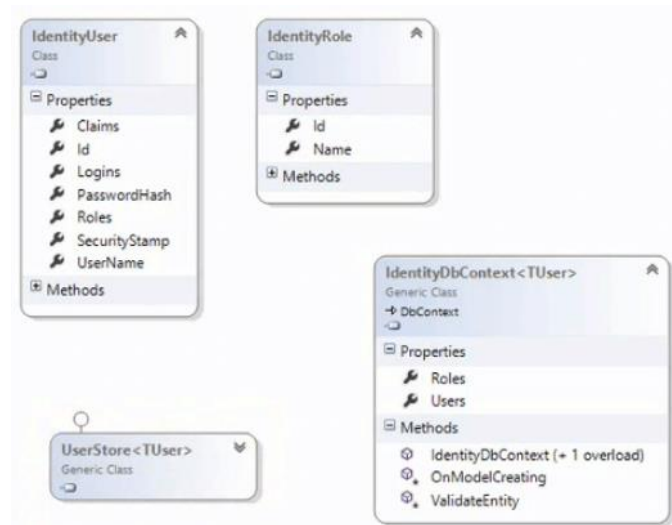 IdentityUser
Class
Properties
Claims
Id
Logins
PasswordHash
Roles
SecurityStamp
UserName
Methods
IdentityRole
Class
Properties
Id
Name
Methods
IdentityDbContext<TUser>
Generic Class
DbContext
Properties
Roles
Users
Methods
IdentityDbContext (+ 1 overload)
OnModelCreating
ValidateEntity
UserStore<TUser>
Generic Class